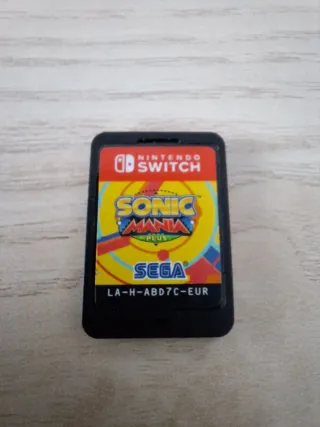 NINTENDO
SWITCH
SONIC
MANIA
PLUS
SEGA
LA-H-ABD7C-EUR